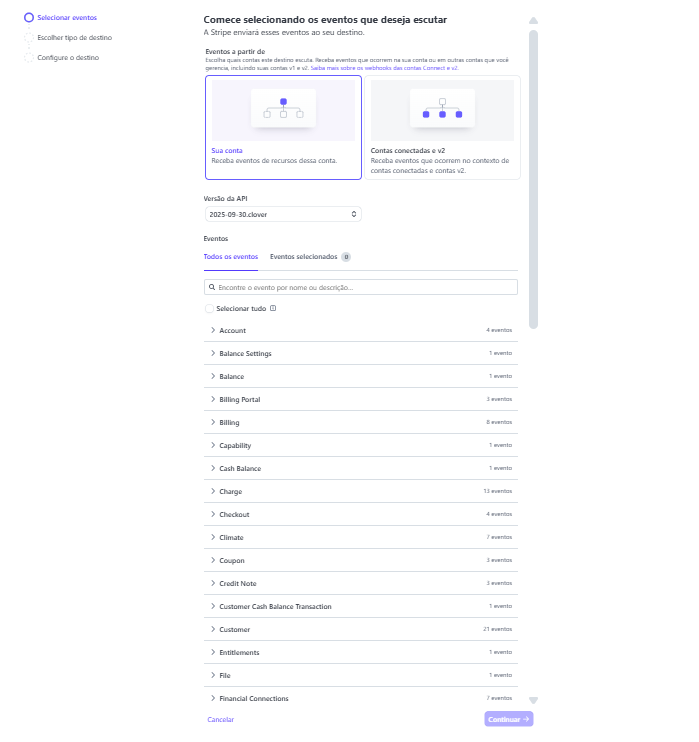 Selecionar eventos
Escolher tipo de destino
Configure o destino
Comece selecionando os eventos que deseja escutar
A Stripe enviará esses eventos ao seu destino.
Eventos a partir de
Escolha quais contas este destino escuta. Receba eventos que ocorrem na sua conta ou em outras contas que você
gerencia, incluindo suas contas v1 e v2. Saiba mais sobre os webhooks das contas Connect e v2.
Sua conta
Receba eventos de recursos dessa conta.
Contas conectadas e v2
Receba eventos que ocorrem no contexto de
contas conectadas e contas v2.
Versão da API
2025-09-30.clover
Eventos
Todos os eventos
Eventos selecionados 0
Encontre o evento por nome ou descrição...
Selecionar tudo
Account 4 eventos
Balance Settings 1 evento
Balance 1 evento
Billing Portal 3 eventos
Billing 8 eventos
Capability 1 evento
Cash Balance 1 evento
Charge 13 eventos
Checkout 4 eventos
Climate 7 eventos
Coupon 3 eventos
Credit Note 3 eventos
Customer Cash Balance Transaction 1 evento
Customer 21 eventos
Entitlements 1 evento
File 1 evento
Financial Connections 7 eventos
Cancelar
Continuar →